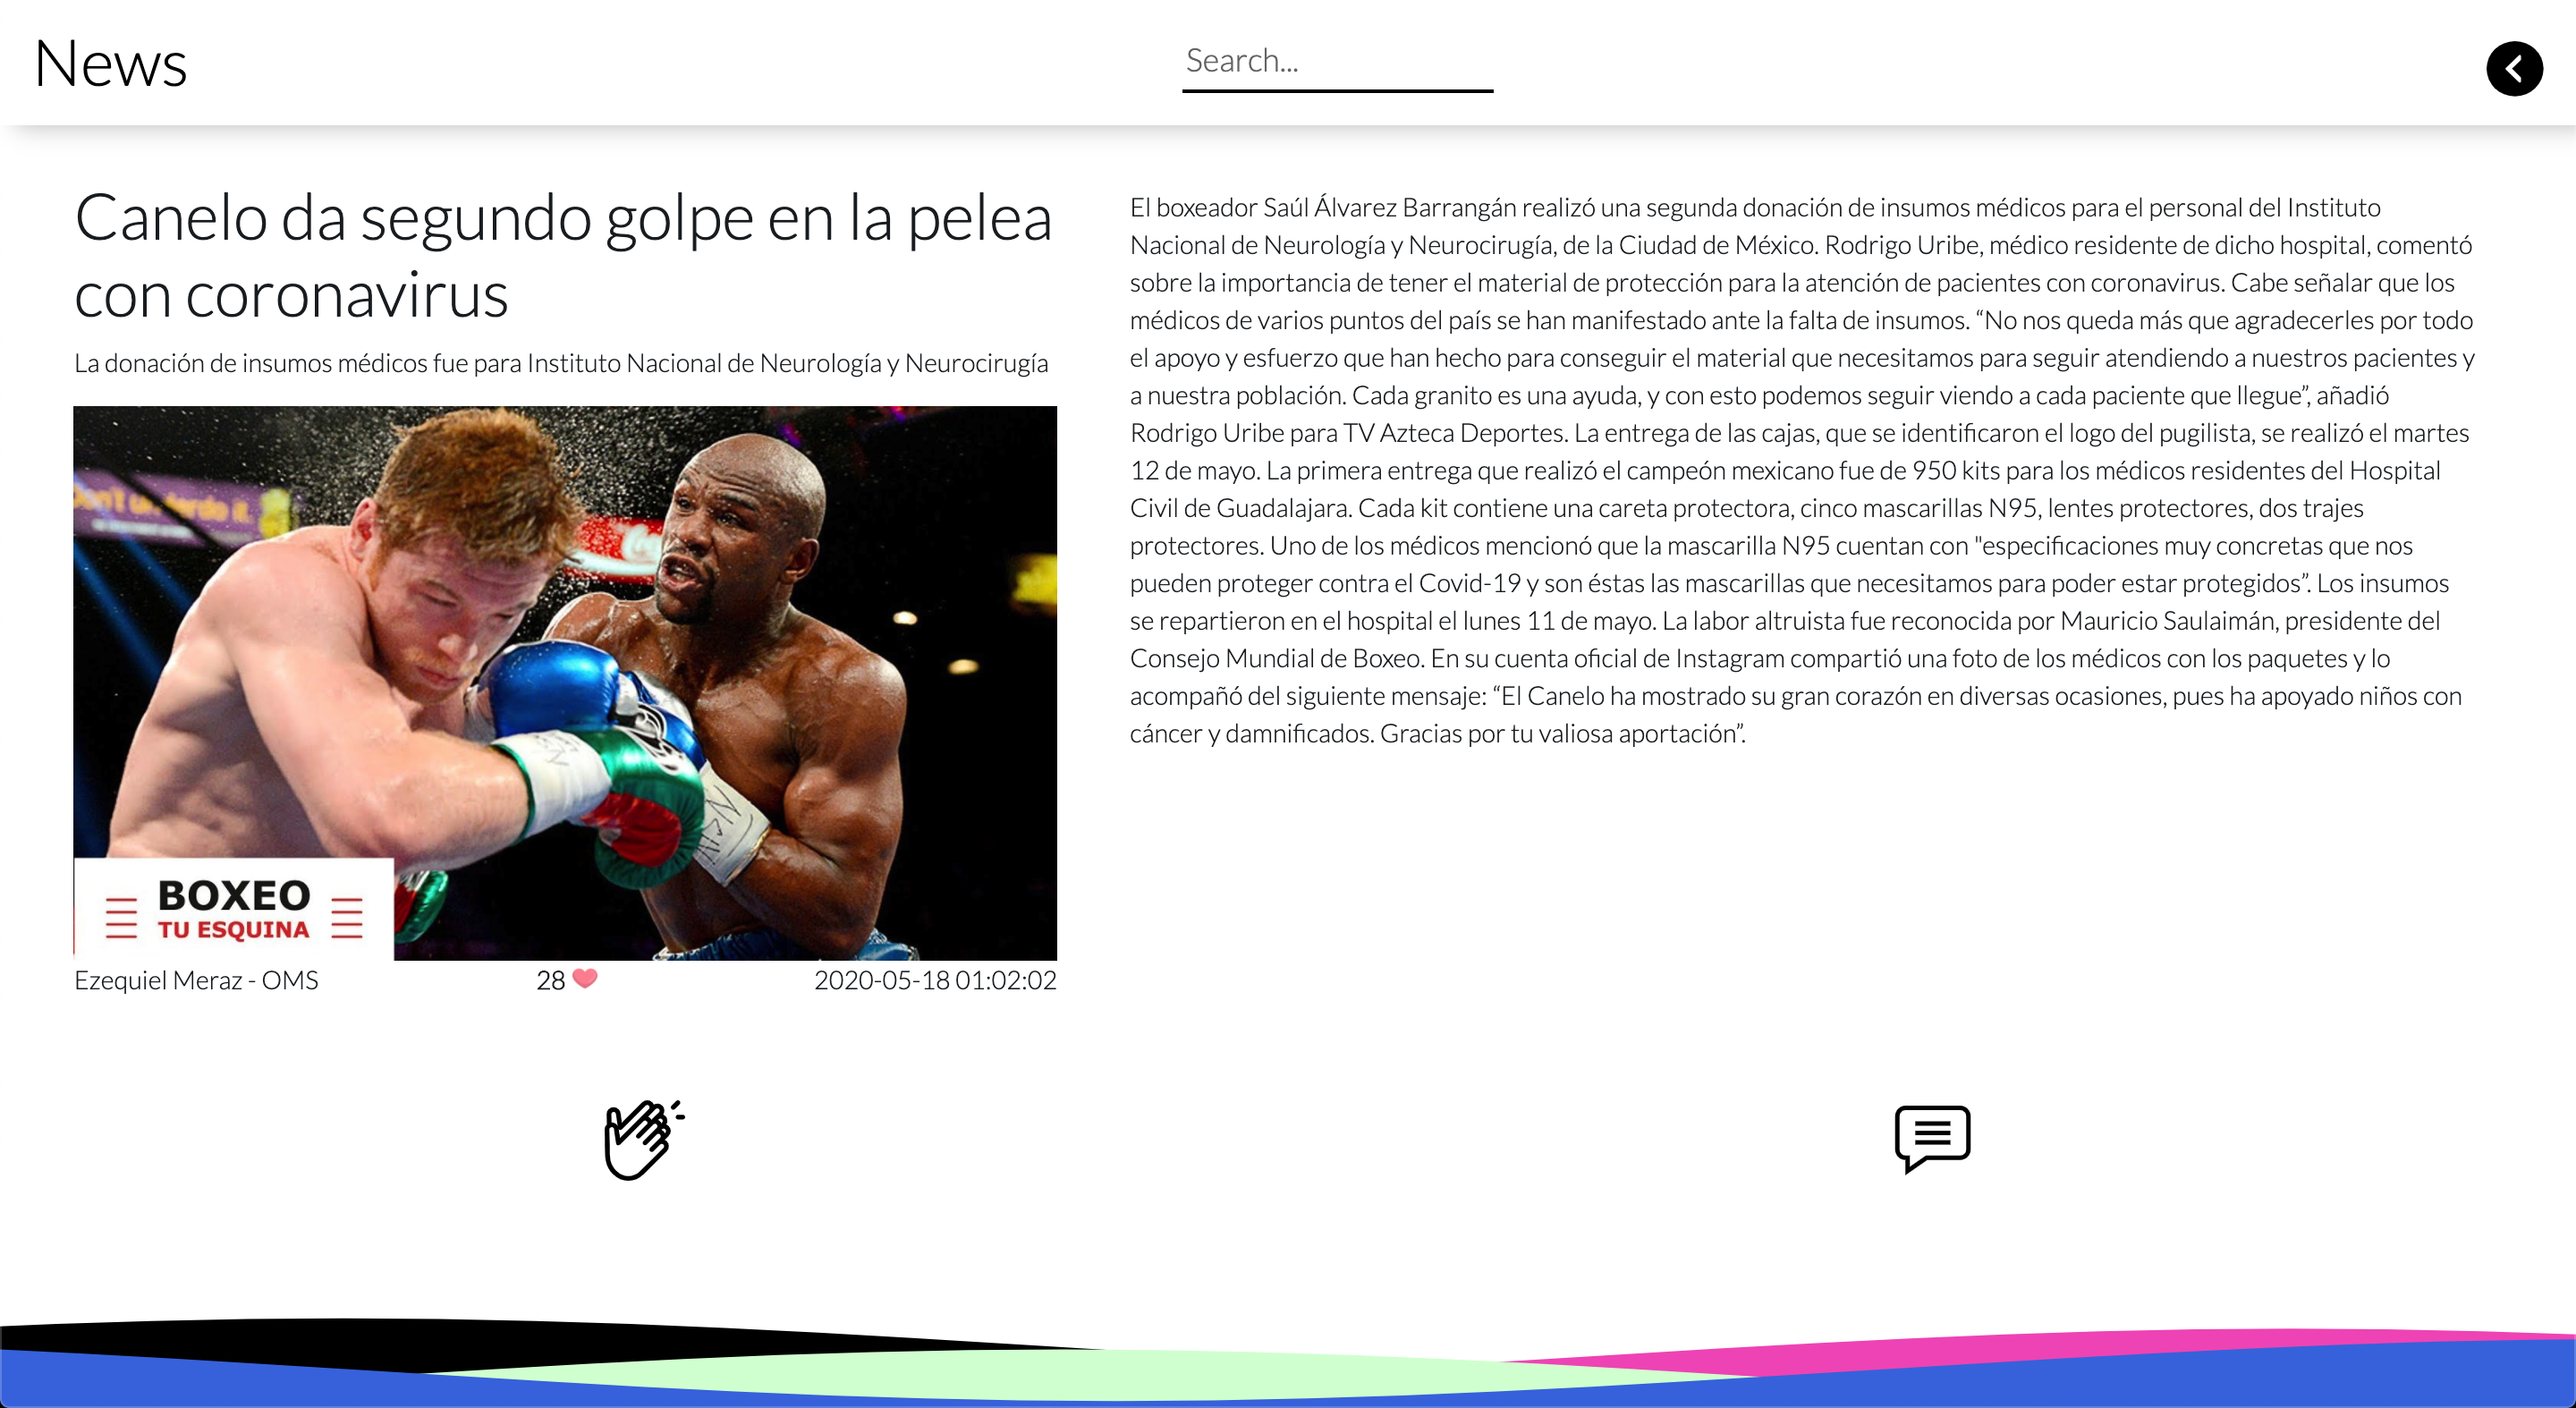 News
Search...
Canelo da segundo golpe en la pelea
con coronavirus
La donación de insumos médicos fue para Instituto Nacional de Neurología y Neurocirugía
BOXEO
TU ESQUINA
Ezequiel Meraz - OMS
28
2020-05-18 01:02:02
El boxeador Saúl Álvarez Barrangán realizó una segunda donación de insumos médicos para el personal del Instituto
Nacional de Neurología y Neurocirugía, de la Ciudad de México. Rodrigo Uribe, médico residente de dicho hospital, comentó
sobre la importancia de tener el material de protección para la atención de pacientes con coronavirus. Cabe señalar que los
médicos de varios puntos del país se han manifestado ante la falta de insumos. “No nos queda más que agradecerles por todo
el apoyo y esfuerzo que han hecho para conseguir el material que necesitamos para seguir atendiendo a nuestros pacientes y
a nuestra población. Cada granito es una ayuda, y con esto podemos seguir viendo a cada paciente que llegue”, añadió
Rodrigo Uribe para TV Azteca Deportes. La entrega de las cajas, que se identificaron el logo del pugilista, se realizó el martes
12 de mayo. La primera entrega que realizó el campeón mexicano fue de 950 kits para los médicos residentes del Hospital
Civil de Guadalajara. Cada kit contiene una careta protectora, cinco mascarillas N95, lentes protectores, dos trajes
protectores. Uno de los médicos mencionó que la mascarilla N95 cuentan con "especificaciones muy concretas que nos
pueden proteger contra el Covid-19 y son éstas las mascarillas que necesitamos para poder estar protegidos”. Los insumos
se repartieron en el hospital el lunes 11 de mayo. La labor altruista fue reconocida por Mauricio Saulaimán, presidente del
Consejo Mundial de Boxeo. En su cuenta oficial de Instagram compartió una foto de los médicos con los paquetes y lo
acompañó del siguiente mensaje: “El Canelo ha mostrado su gran corazón en diversas ocasiones, pues ha apoyado niños con
cáncer y damnificados. Gracias por tu valiosa aportación”.